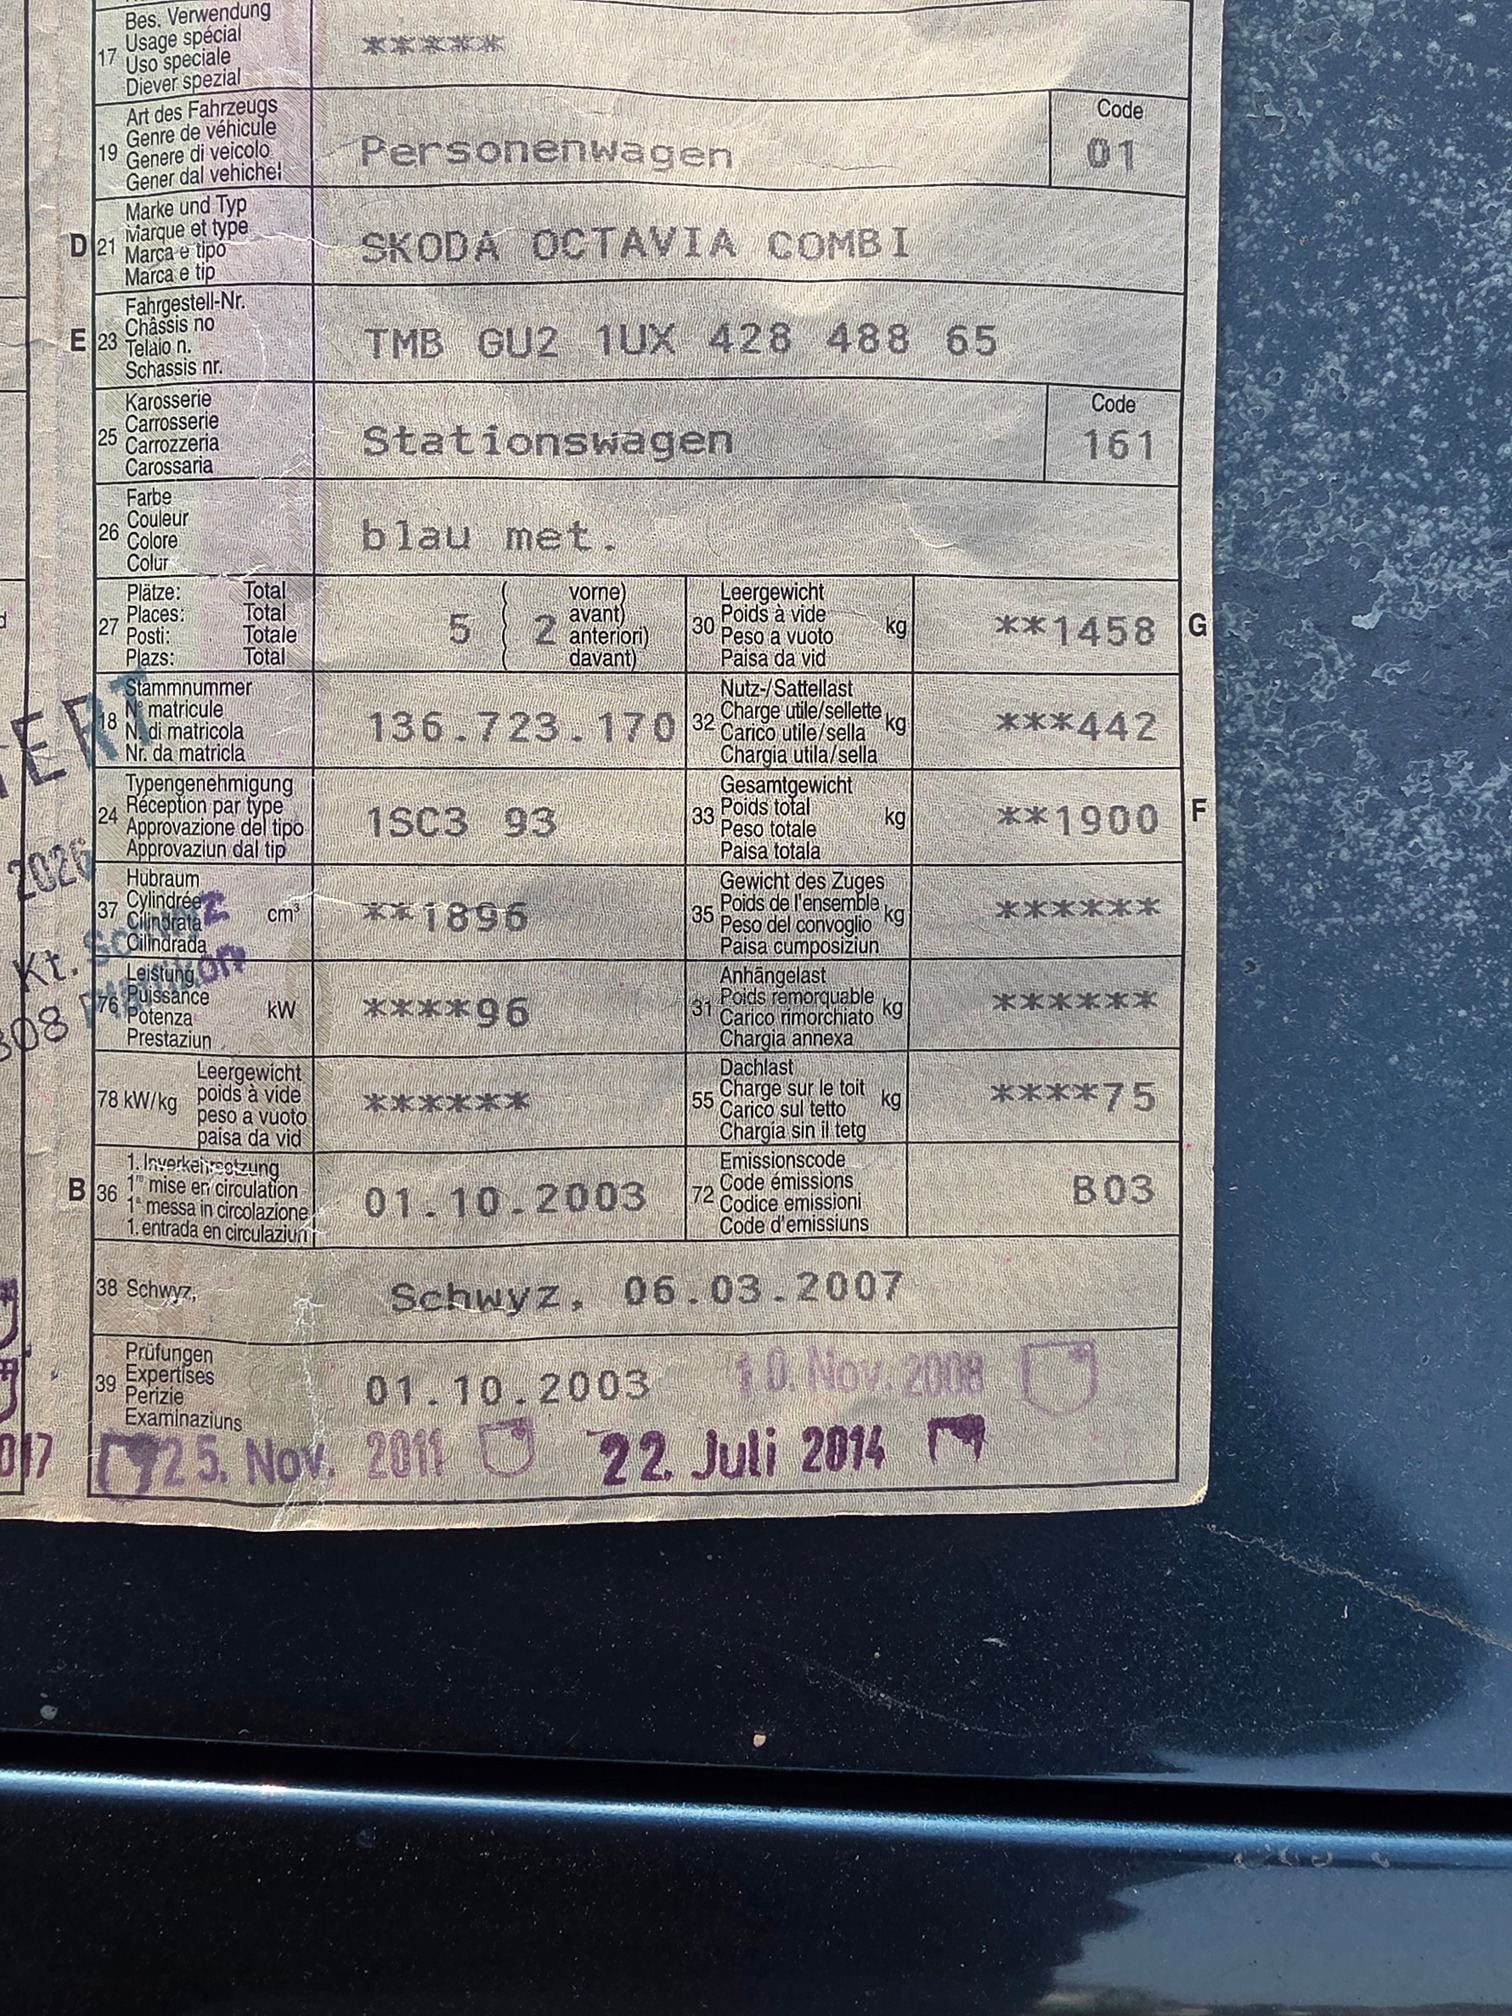 Bes. Verwendung
17 Usage spécial *****
Uso speciale
Diever spezial
Art des Fahrzeugs Code
19 Genre de véhicule Personenwagen 01
Genere di veicolo
Gener dal vehichel
Marke und Typ
D 21 Marque et type SKODA OCTAVIA COMBI
Marca e tipo
Marca e tip
Fahrgestell-Nr.
E 23 Châssis no TMB GU2 1UX 428 488 65
Telaio n.
Schassis nr.
Karosserie Code
25 Carrosserie Stationswagen 161
Carrozzeria
Carossaria
Farbe
26 Couleur blau met.
Colore
Colur
Plätze: Total vorne) Leergewicht
27 Places: Total 5 ( 2 avant) 30 Poids à vide kg **1458 G
Posti: Totale anteriori) Peso a vuoto
Plazs: Total davant) Paisa da vid
Stammnummer Nutz-/Sattellast
18 N° matricule 136.723.170 32 Charge utile/sellette kg ***442
N. di matricola Carico utile/sella
Nr. da matricla Chargia utila/sella
Typengenehmigung Gesamtgewicht
24 Réception par type 1SC3 93 33 Poids total kg **1900 F
Approvazione del tipo Peso totale
Approvaziun dal tip Paisa totala
2026
Hubraum Gewicht des Zuges
37 Cylindrée cm³ **1896 35 Poids de l'ensemble kg ******
Cilindrata Peso del convoglio
Cilindrada Paisa cumposiziun
Kt. Schwyz
Leistung Anhängelast
76 Puissance kW ****96 31 Poids remorquable kg ******
Potenza Carico rimorchiato
Prestaziun Chargia annexa
Leergewicht Dachlast
78 kW/kg poids à vide ****** 55 Charge sur le toit kg ****75
peso a vuoto Carico sul tetto
paisa da vid Chargia sin il tetg
1. Inverkehrsetzung Emissionscode
B 36 1re mise en circulation 01.10.2003 72 Code émissions B03
1a messa in circolazione Codice emissioni
1. entrada en circulaziun Code d'emissiuns
38 Schwyz, Schwyz, 06.03.2007
Prüfungen
39 Expertises 01.10.2003 10. Nov. 2008
Perizie
Examinaziuns
25. Nov. 2011 22. Juli 2014